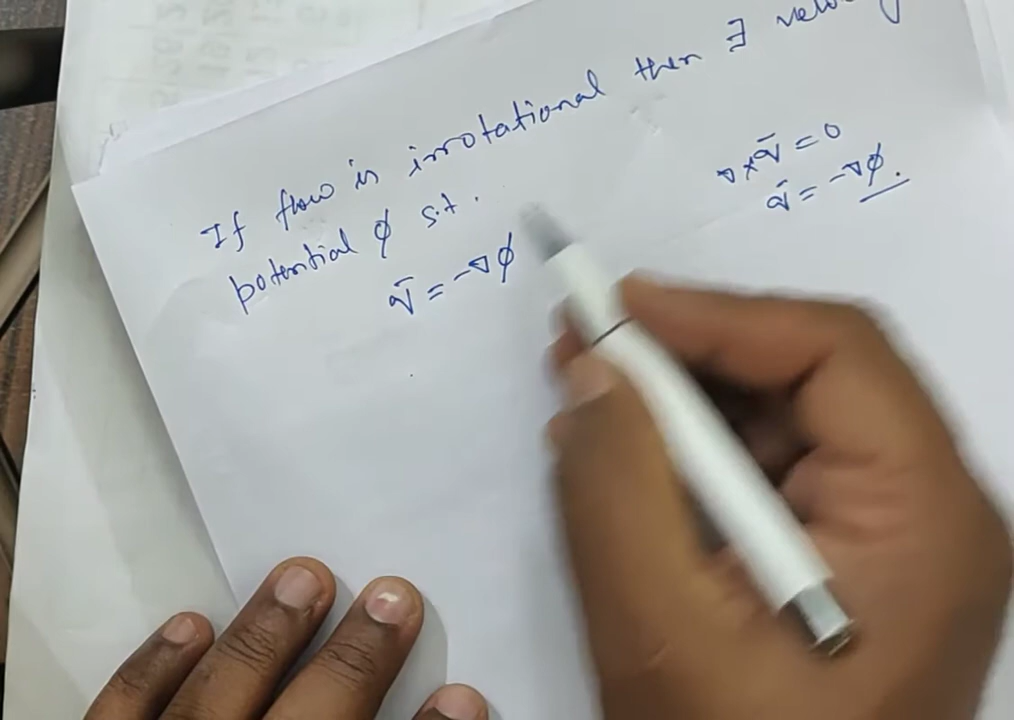 If flow is irrotational then ∃
potential ϕ s.t.
q̄ = -∇ϕ
∇×q̄ = 0
q̄ = -∇ϕ.